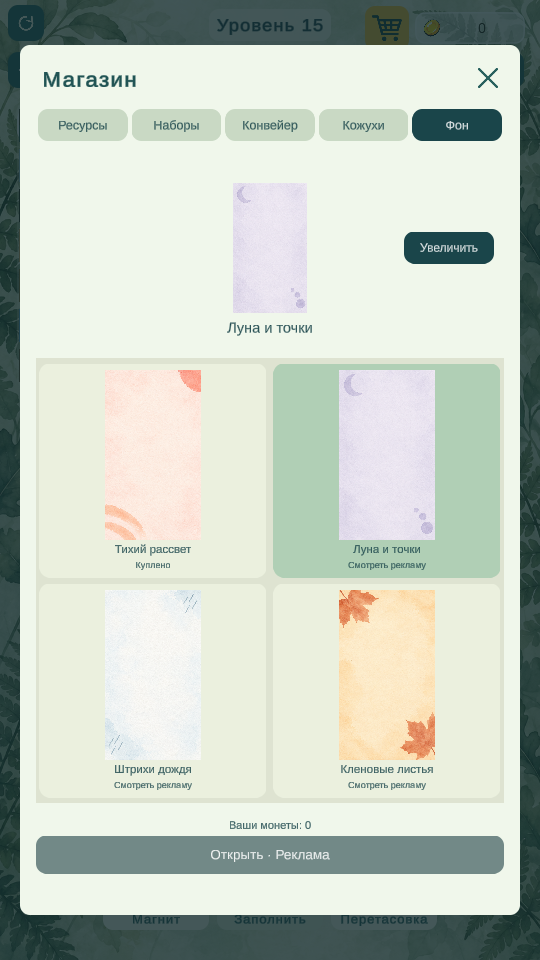 Уровень 15
0
Магазин
Ресурсы
Наборы
Конвейер
Кожухи
Фон
Увеличить
Луна и точки
Тихий рассвет
Куплено
Луна и точки
Смотреть рекламу
Штрихи дождя
Смотреть рекламу
Кленовые листья
Смотреть рекламу
Ваши монеты: 0
Открыть · Реклама
Магнит
Заполнить
Перетасовка